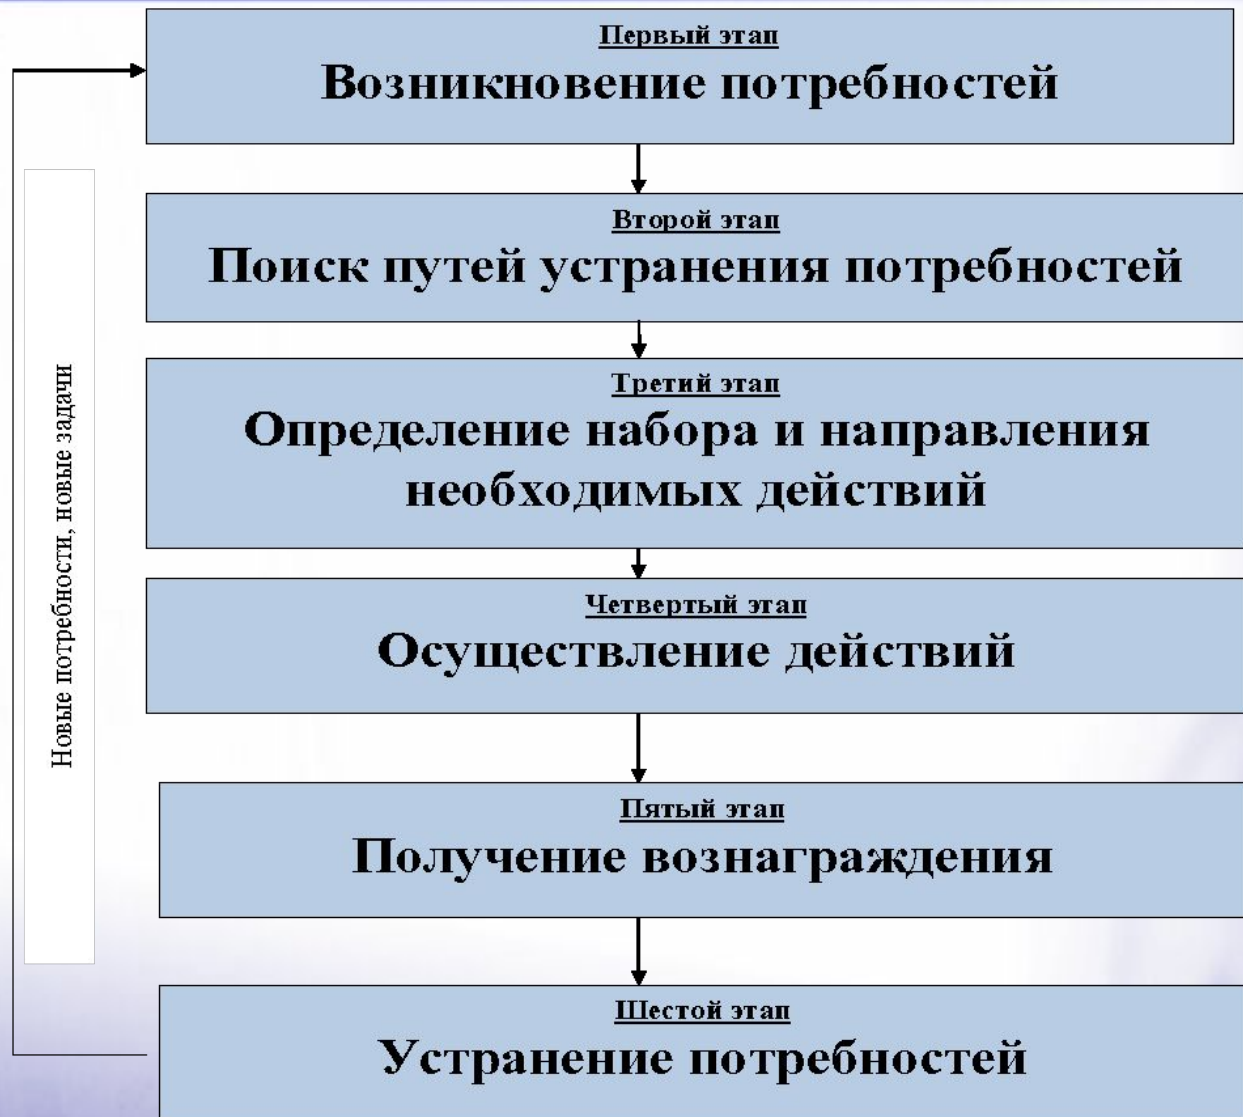 Первый этап
Возникновение потребностей
Второй этап
Поиск путей устранения потребностей
Третий этап
Определение набора и направления
необходимых действий
Четвертый этап
Осуществление действий
Пятый этап
Получение вознаграждения
Шестой этап
Устранение потребностей
Новые потребности, новые задачи